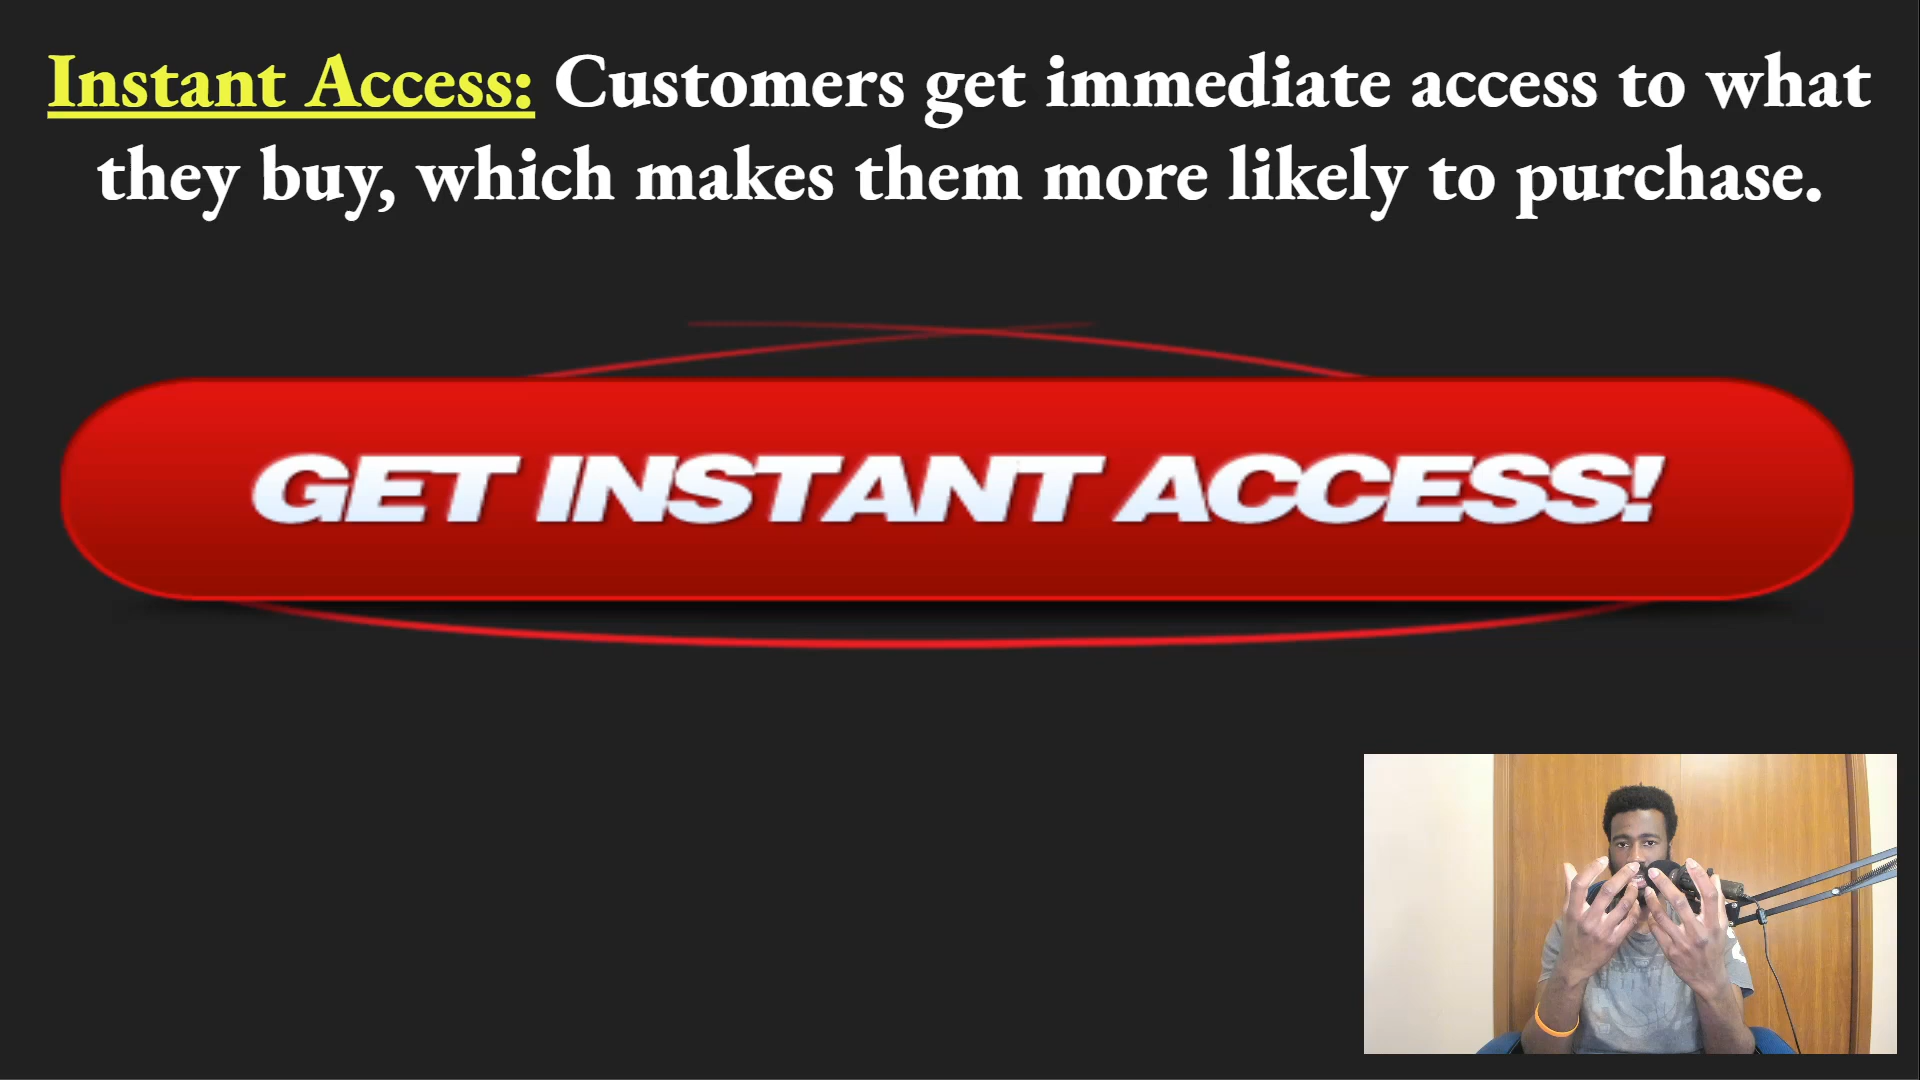 Instant Access: Customers get immediate access to what
they buy, which makes them more likely to purchase.
GET INSTANT ACCESS!